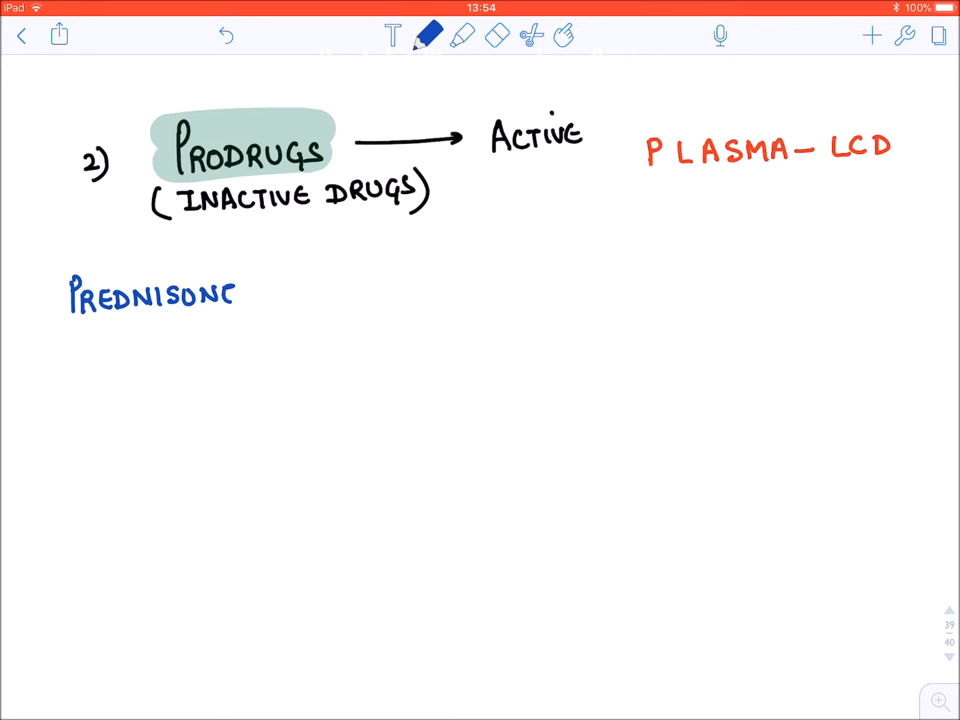 iPad 13:54 100%
T
2) PRODRUGS ACTIVE PLASMA - LCD
(INACTIVE DRUGS)
PREDNISONE
39
40